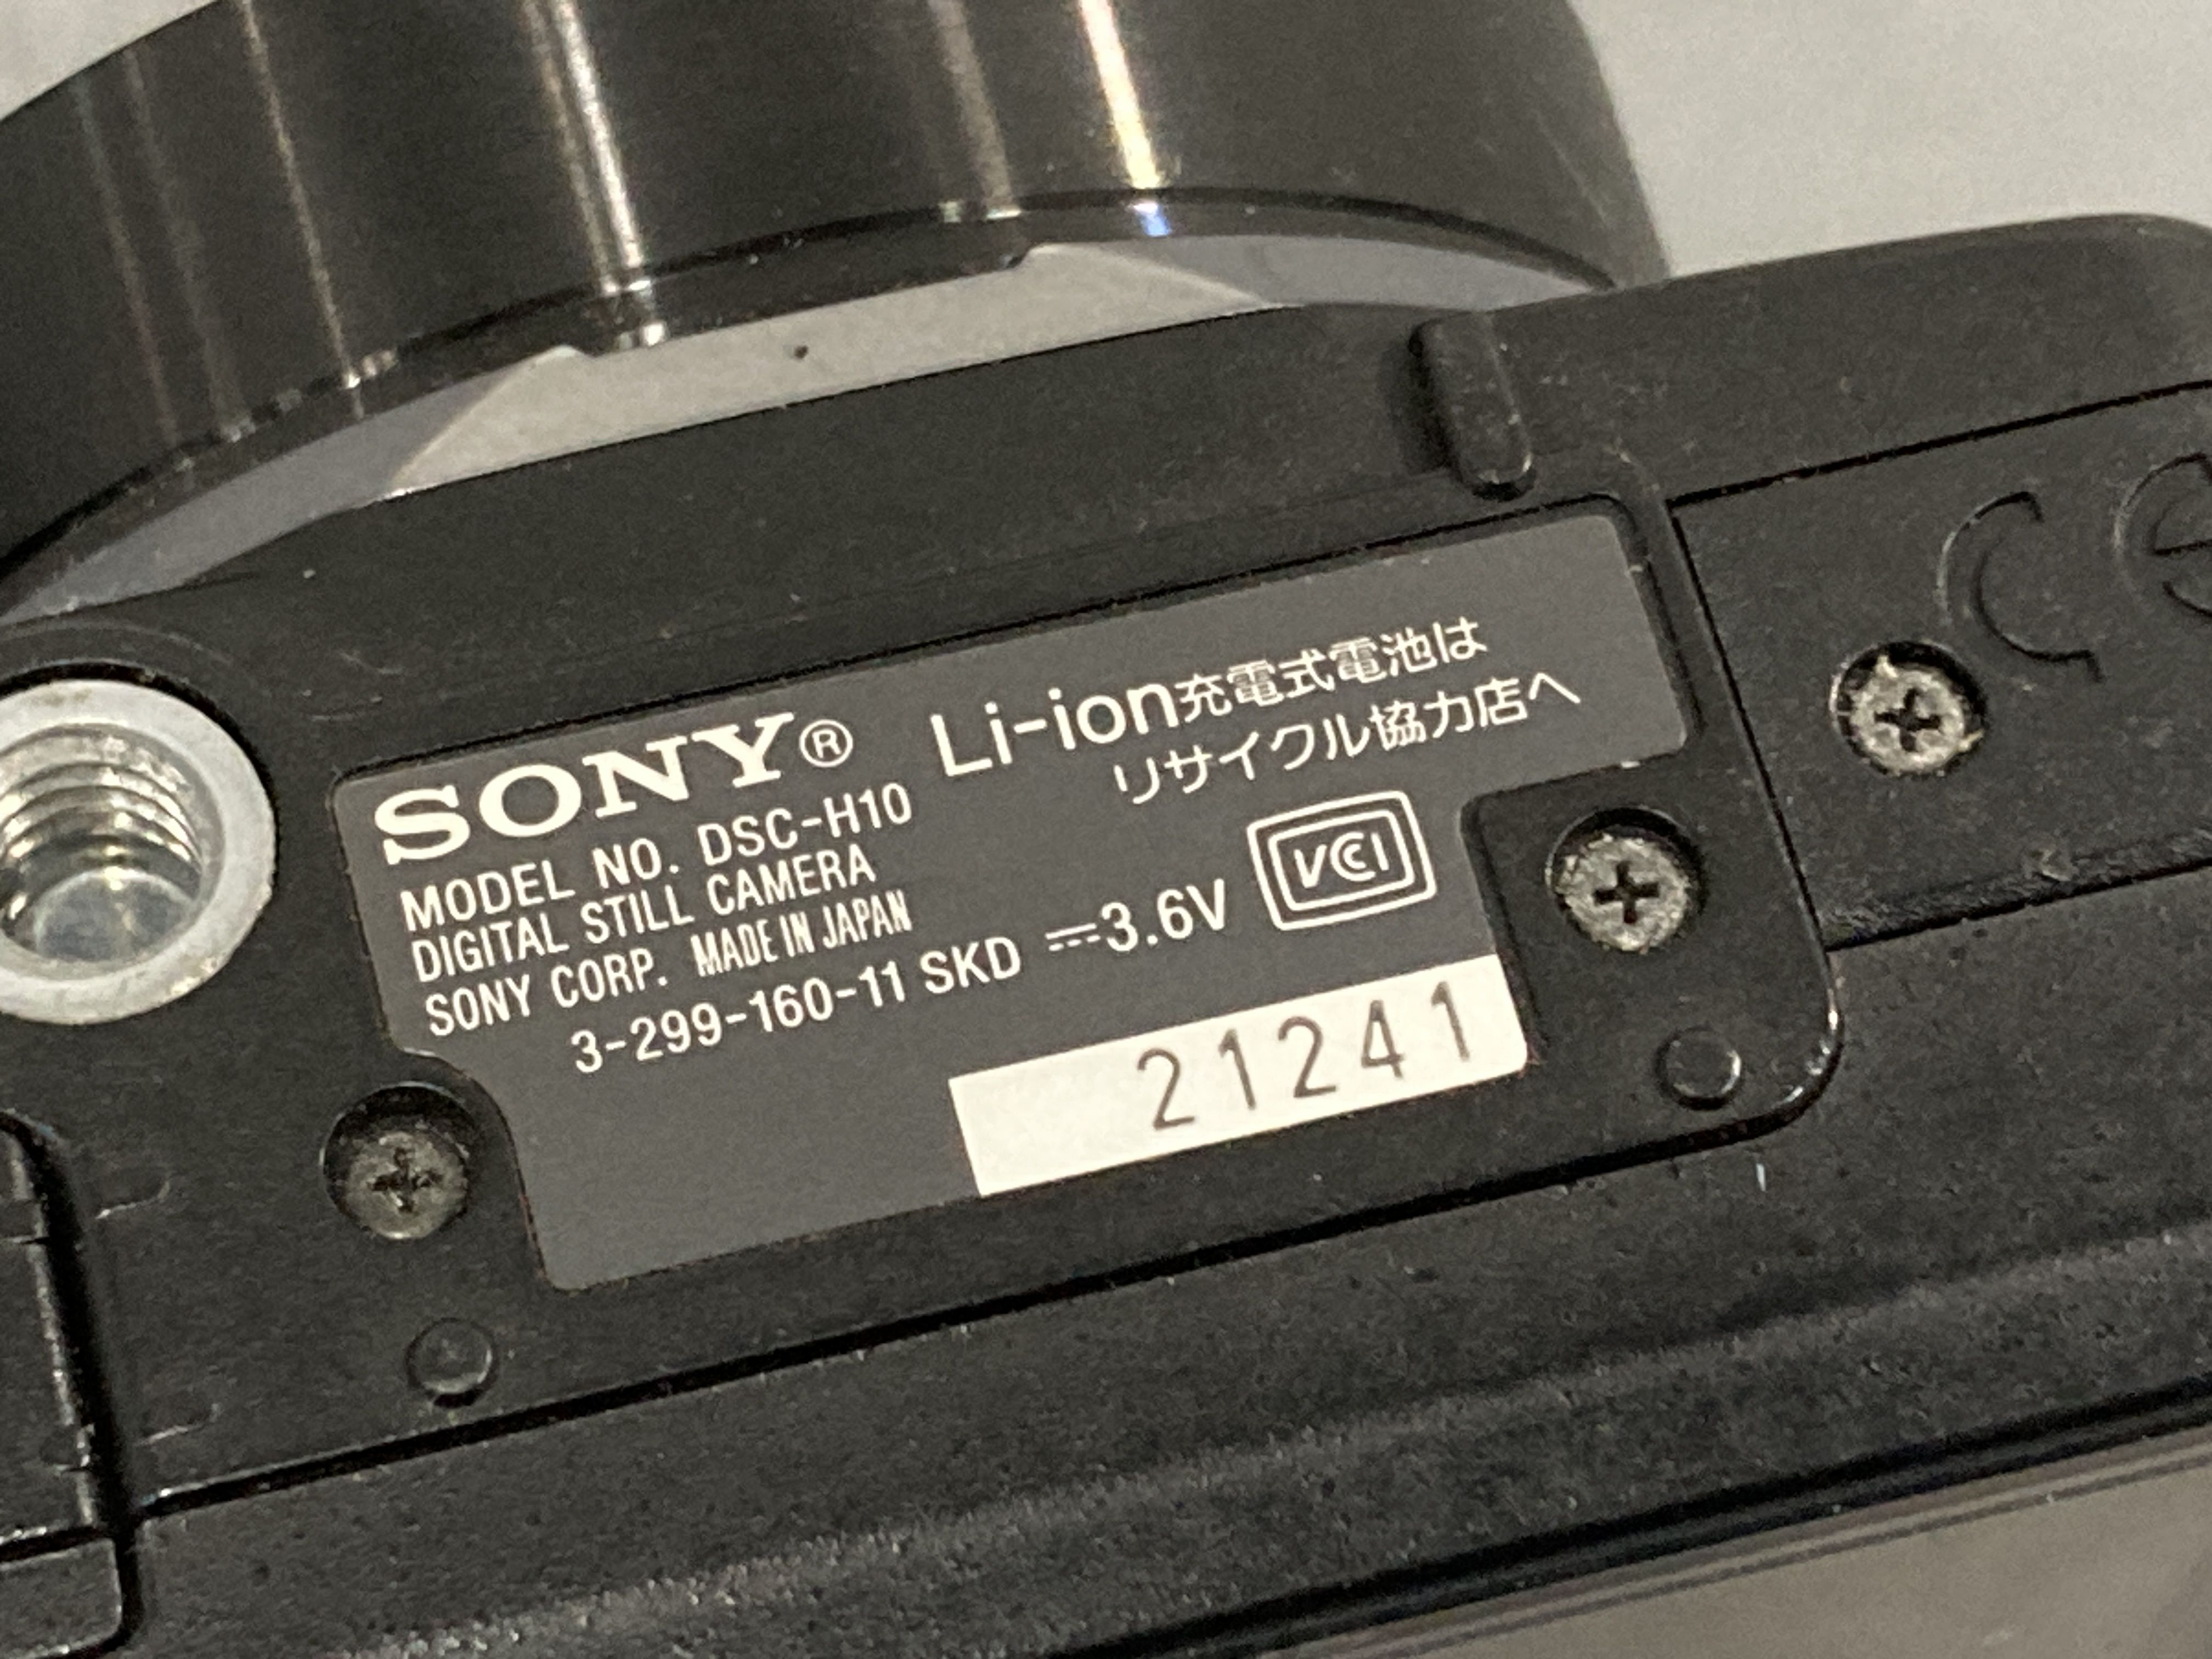 SONY®
Li-ion充電式電池は
リサイクル協力店へ
MODEL NO. DSC-H10
DIGITAL STILL CAMERA
SONY CORP. MADE IN JAPAN
3-299-160-11 SKD ⎓3.6V
VCCI
21241
CE